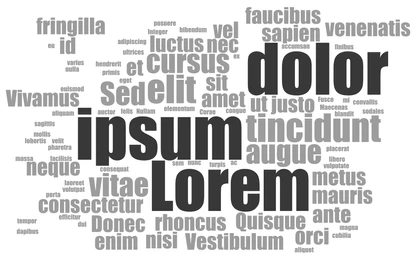 fringilla
posuere
Integer
bibendum
vel
faucibus
sapien
venenatis
eu
id
adipiscing
ultrices
luctus
nec
accumsan
finibus
varius
nulla
hendrerit
primis
et
cursus
dolor
Vivamus
euismod
Sed
elit
sit
amet
ut justo
Fusce
Maecenas
mi
convallis
blandit
sodales
aliquam
auctor
felis
Nullam
elementum
Curae
congue
sagittis
ipsum
tincidunt
mollis
lobortis
velit
pharetra
augue
placerat
massa
facilisis
neque
sem
nunc
turpis
ac
libero
vulputate
consequat
Lorem
laoreet
volutpat
vitae
metus
porta
consectetur
mauris
tempor
efficitur
dui
Donec
rhoncus
Quisque
ante
dapibus
enim
nisi
Vestibulum
orci
magna
cubilia
aliquet